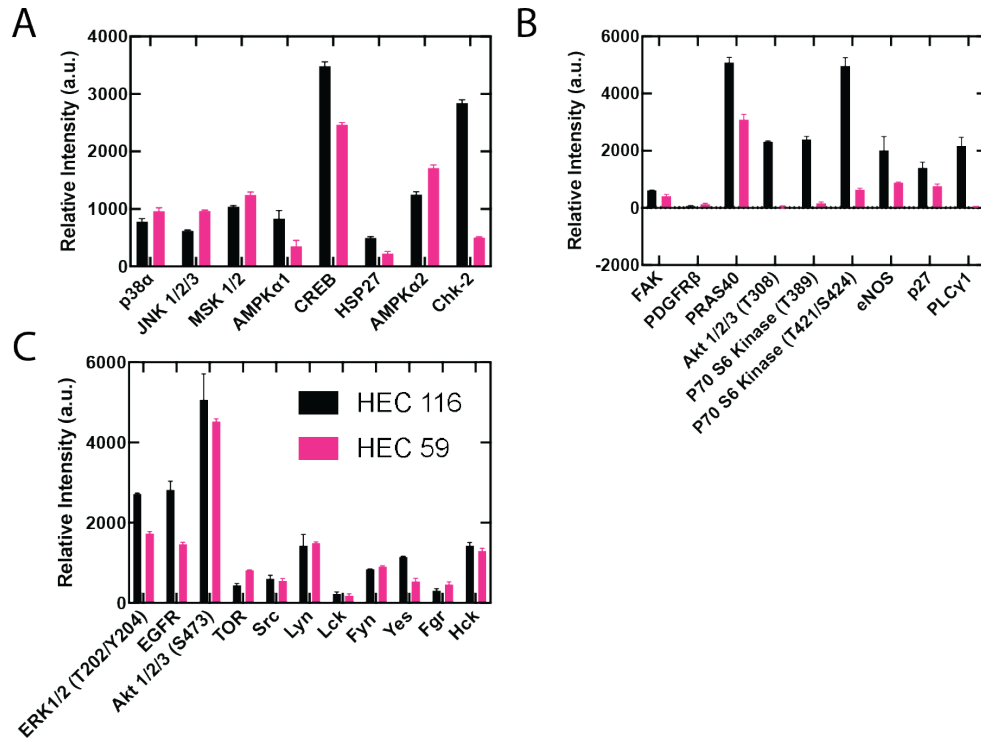 A
Relative Intensity (a.u.)
4000
3000
2000
1000
0
p38α
JNK 1/2/3
MSK 1/2
AMPKα1
CREB
HSP27
AMPKα2
Chk-2
B
Relative Intensity (a.u.)
6000
4000
2000
0
-2000
FAK
PDGFRβ
PRAS40
Akt 1/2/3 (T308)
P70 S6 Kinase (T389)
P70 S6 Kinase (T421/S424)
eNOS
p27
PLCγ1
C
Relative Intensity (a.u.)
6000
4000
2000
0
HEC 116
HEC 59
ERK1/2 (T202/Y204)
EGFR
Akt 1/2/3 (S473)
TOR
Src
Lyn
Lck
Fyn
Yes
Fgr
Hck